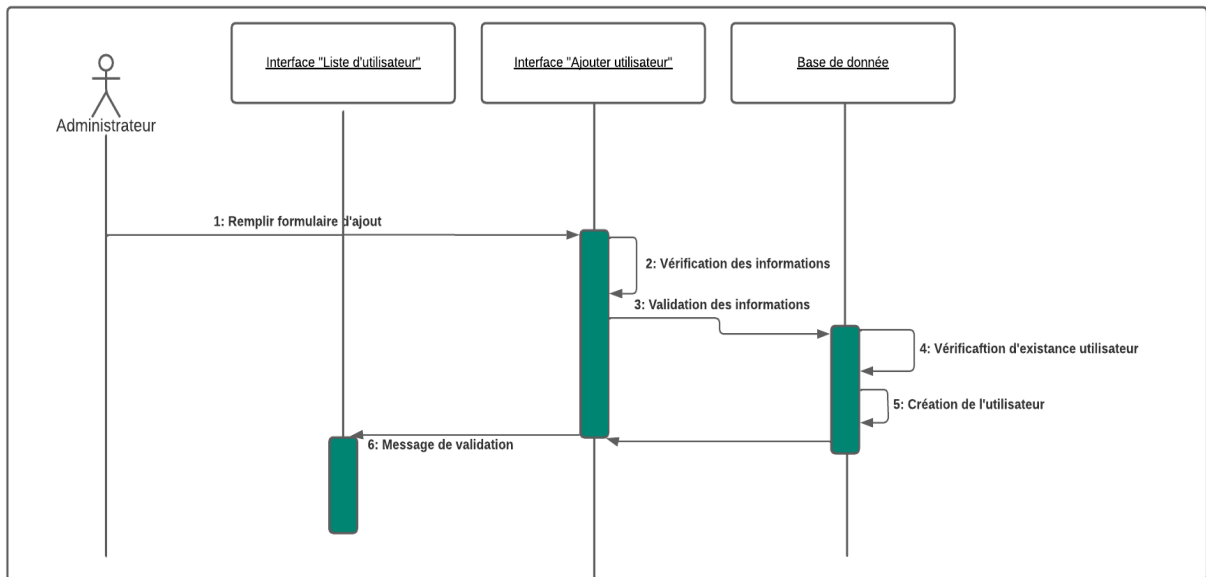 Interface "Liste d'utilisateur"
Interface "Ajouter utilisateur"
Base de donnée
Administrateur
1: Remplir formulaire d'ajout
2: Vérification des informations
3: Validation des informations
4: Vérificaftion d'existance utilisateur
5: Création de l'utilisateur
6: Message de validation